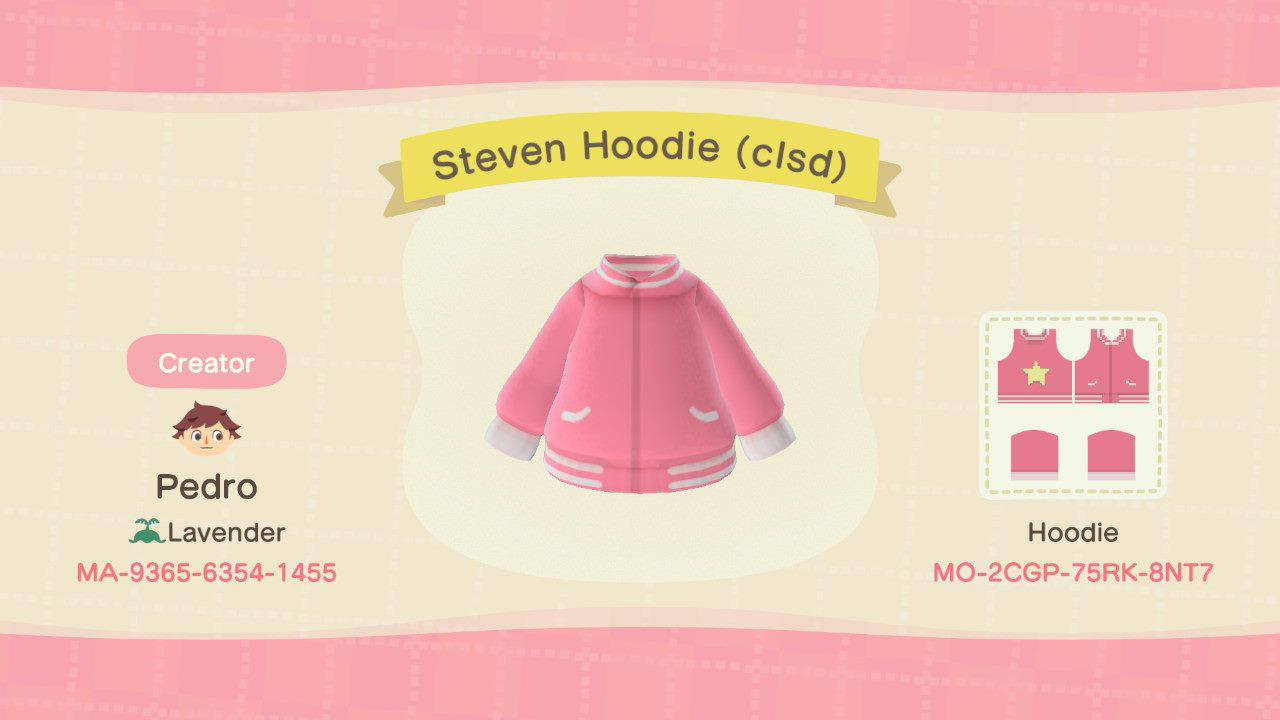 Steven Hoodie (clsd)
Creator
Pedro
Lavender
MA-9365-6354-1455
Hoodie
MO-2CGP-75RK-8NT7